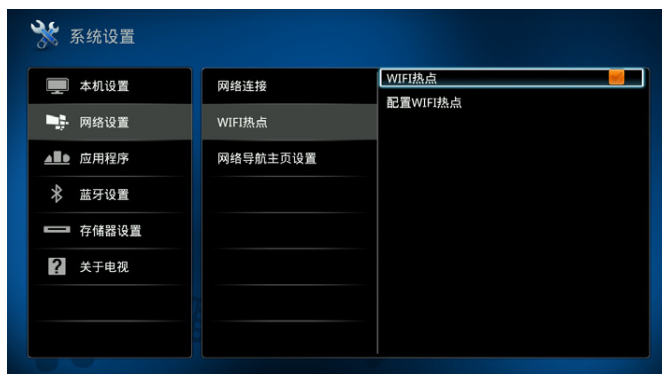 系统设置
本机设置
网络设置
应用程序
蓝牙设置
存储器设置
关于电视
网络连接
WIFI热点
网络导航主页设置
WIFI热点
配置WIFI热点